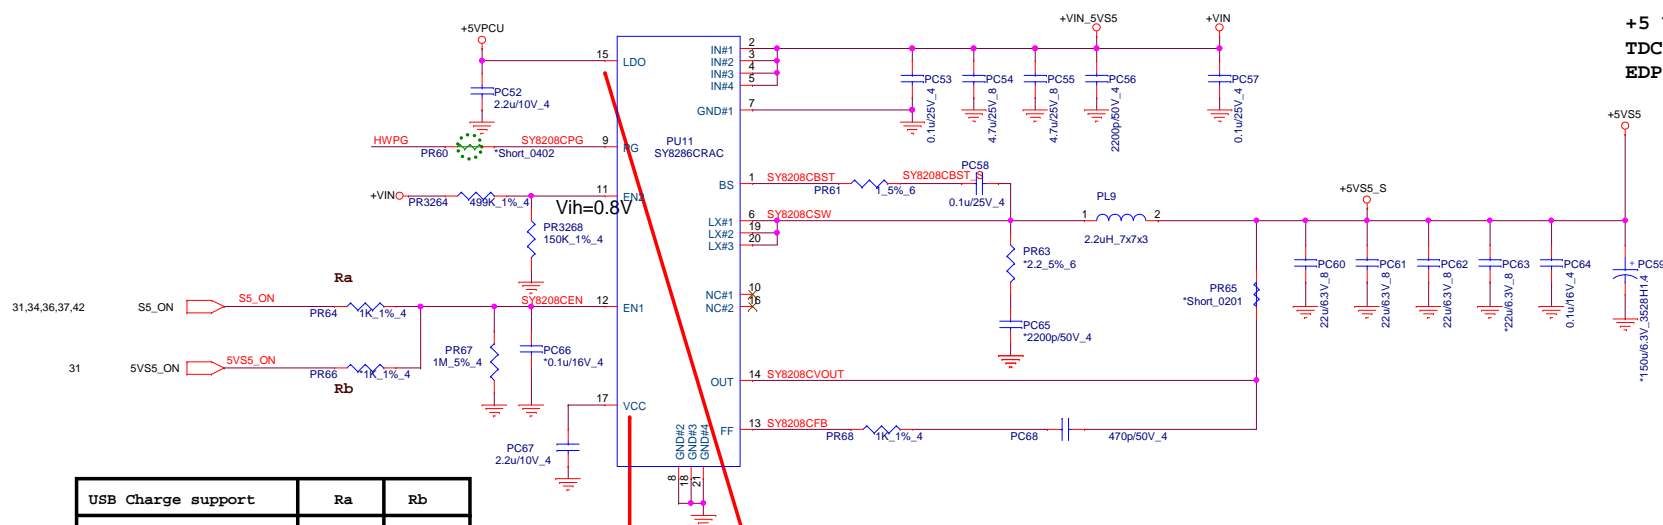 +5VPCU
+VIN_5VS5
+VIN
+5
TDC
EDP
15
LDO
PC52
2.2u/10V_4
IN#1
IN#2
IN#3
IN#4
2
3
4
5
GND#1
7
PC53
0.1u/25V_4
PC54
4.7u/25V_8
PC55
4.7u/25V_8
PC56
2200p/50V_4
PC57
0.1u/25V_4
+5VS5
HWPG
PR60
*Short_0402
SY8208CPG
9
PG
PU11
SY8286CRAC
+VIN
PR3264
499K_1%_4
11
EN2
Vih=0.8V
PR3268
150K_1%_4
BS
1
SY8208CBST
PR61
1_5%_6
SY8208CBST_S
PC58
0.1u/25V_4
LX#1
LX#2
LX#3
6
19
20
SY8208CSW
PL9
1
2
2.2uH_7x7x3
+5VS5_S
PR63
*2.2_5%_6
PC65
*2200p/50V_4
PR65
*Short_0201
PC60
22u/6.3V_8
PC61
22u/6.3V_8
PC62
22u/6.3V_8
PC63
*22u/6.3V_8
PC64
0.1u/16V_4
+
PC59
*150u/6.3V_3528H1.4
NC#1
NC#2
10
16
Ra
31,34,36,37,42
S5_ON
S5_ON
PR64
1K_1%_4
SY8208CEN
12
EN1
31
5VS5_ON
5VS5_ON
PR66
*1K_1%_4
Rb
PR67
1M_5%_4
PC66
*0.1u/16V_4
17
VCC
PC67
2.2u/10V_4
OUT
14
SY8208CVOUT
FF
13
SY8208CFB
PR68
1K_1%_4
PC68
470p/50V_4
GND#2
GND#3
GND#4
8
18
21
USB Charge support
Ra
Rb